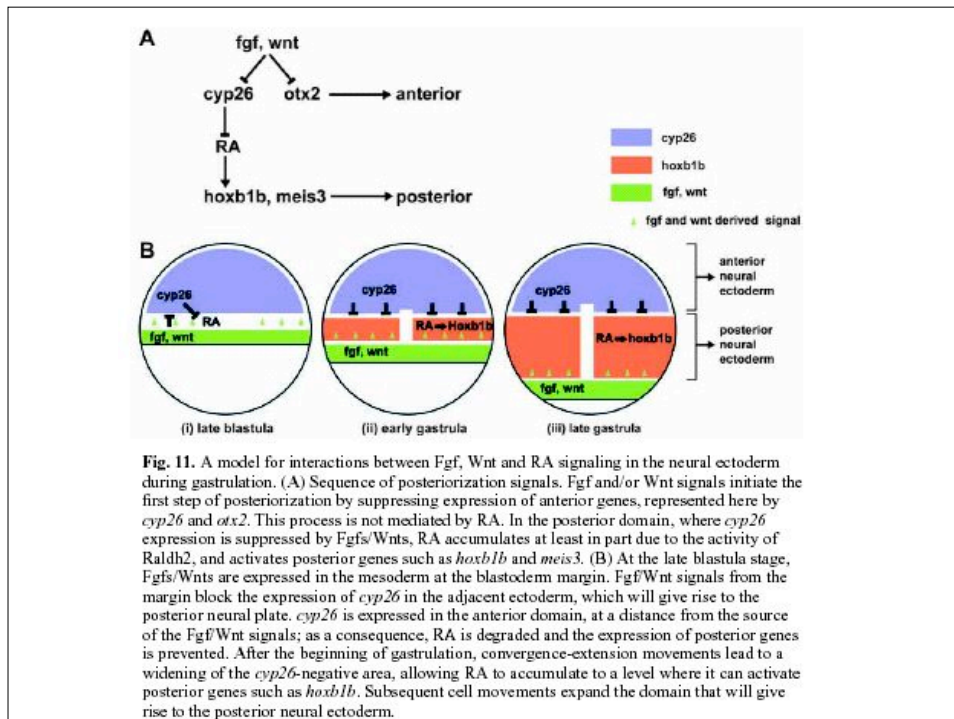 A
fgf, wnt
cyp26 otx2 anterior
RA
hoxb1b, meis3 posterior
cyp26
hoxb1b
fgf, wnt
fgf and wnt derived signal
B
cyp26
RA
fgf, wnt
(i) late blastula
cyp26
RA Hoxb1b
fgf, wnt
(ii) early gastrula
cyp26
RA hoxb1b
fgf, wnt
(iii) late gastrula
anterior
neural
ectoderm
posterior
neural
ectoderm
Fig. 11. A model for interactions between Fgf, Wnt and RA signaling in the neural ectoderm
during gastrulation. (A) Sequence of posteriorization signals. Fgf and/or Wnt signals initiate the
first step of posteriorization by suppressing expression of anterior genes, represented here by
cyp26 and otx2. This process is not mediated by RA. In the posterior domain, where cyp26
expression is suppressed by Fgfs/Wnts, RA accumulates at least in part due to the activity of
Raldh2, and activates posterior genes such as hoxb1b and meis3. (B) At the late blastula stage,
Fgfs/Wnts are expressed in the mesoderm at the blastoderm margin. Fgf/Wnt signals from the
margin block the expression of cyp26 in the adjacent ectoderm, which will give rise to the
posterior neural plate. cyp26 is expressed in the anterior domain, at a distance from the source
of the Fgf/Wnt signals; as a consequence, RA is degraded and the expression of posterior genes
is prevented. After the beginning of gastrulation, convergence-extension movements lead to a
widening of the cyp26-negative area, allowing RA to accumulate to a level where it can activate
posterior genes such as hoxb1b. Subsequent cell movements expand the domain that will give
rise to the posterior neural ectoderm.